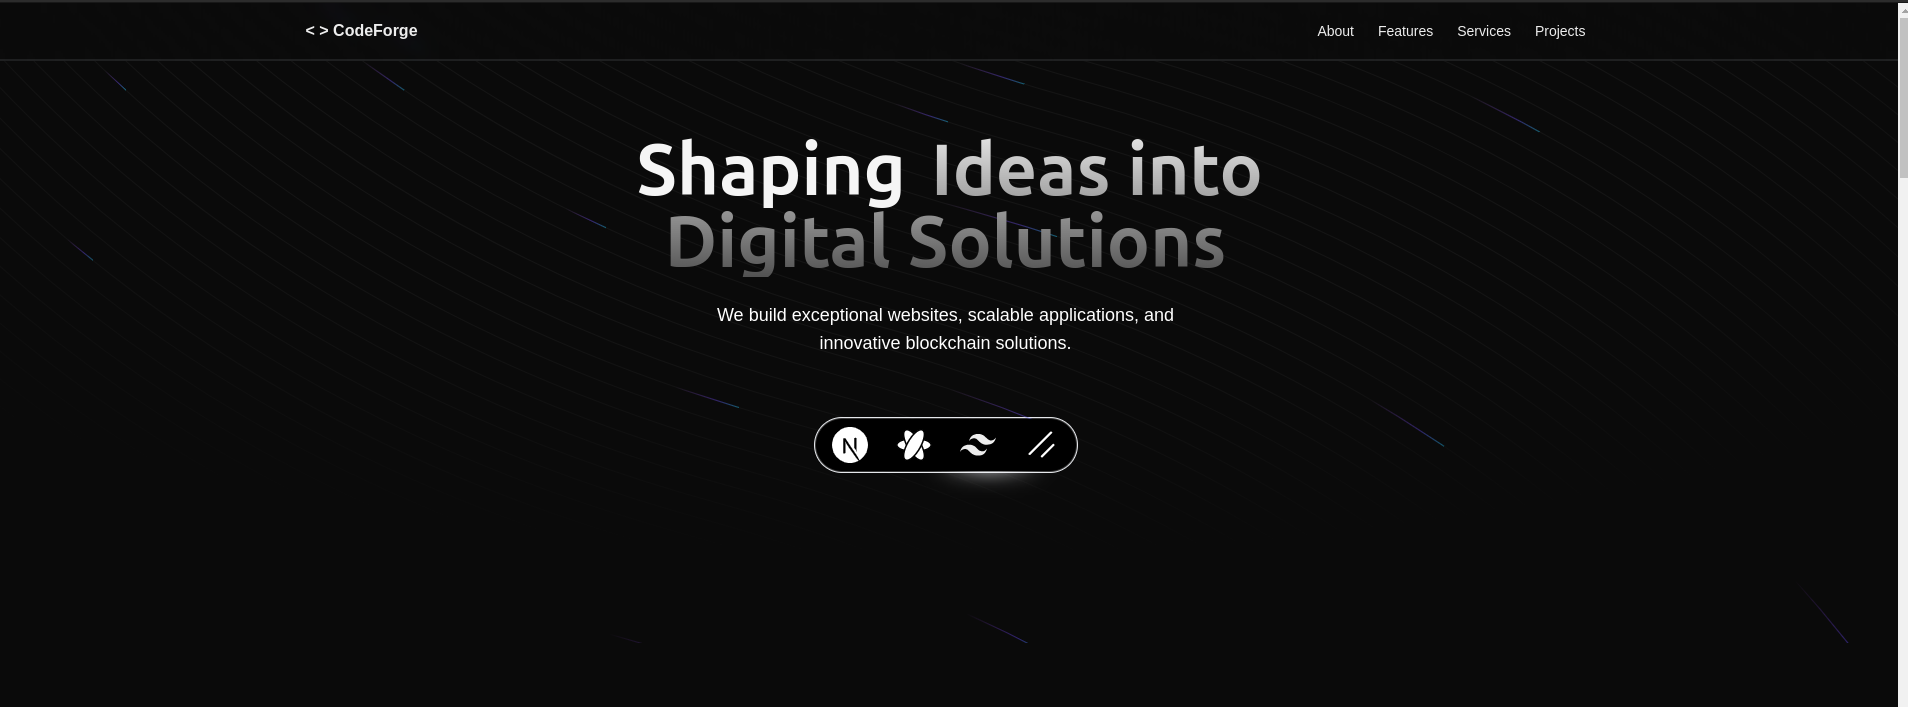 < > CodeForge
About Features Services Projects
Shaping Ideas into
Digital Solutions
We build exceptional websites, scalable applications, and
innovative blockchain solutions.
N